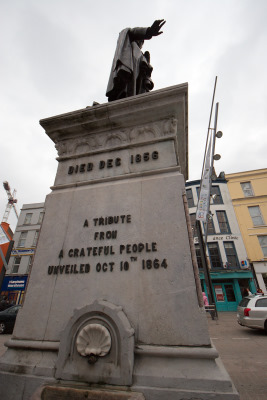 DIED DEC 1856
A TRIBUTE
FROM
A GRATEFUL PEOPLE
UNVEILED OCT 10TH 1864